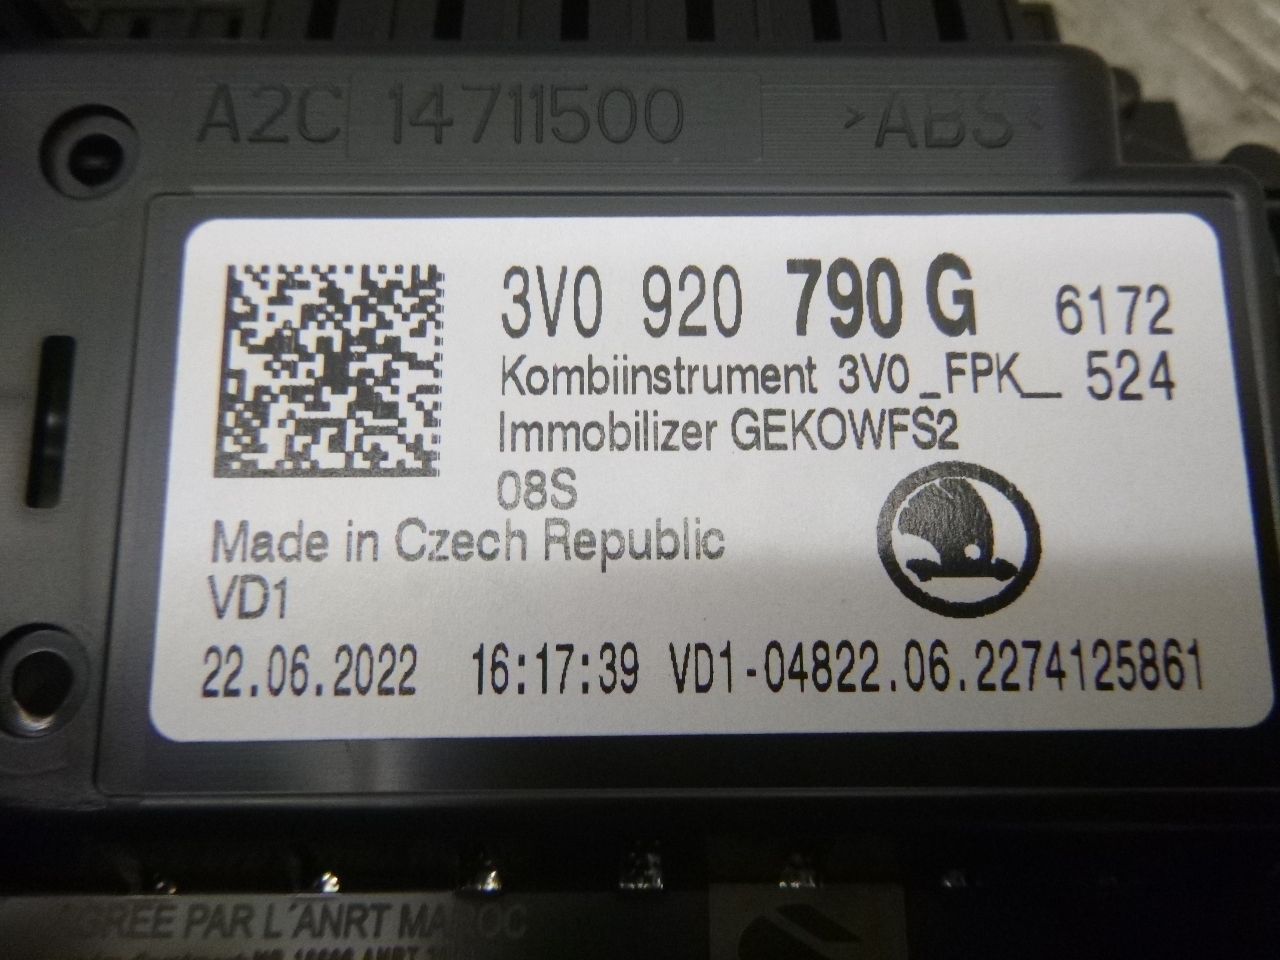 A2C 14711500 >ABS<
3V0 920 790 G 6172
Kombiinstrument 3V0_FPK_ 524
Immobilizer GEKOWFS2
08S
Made in Czech Republic
VD1
22.06.2022 16:17:39 VD1-04822.06.2274125861
AGREE PAR L'ANRT MAROC